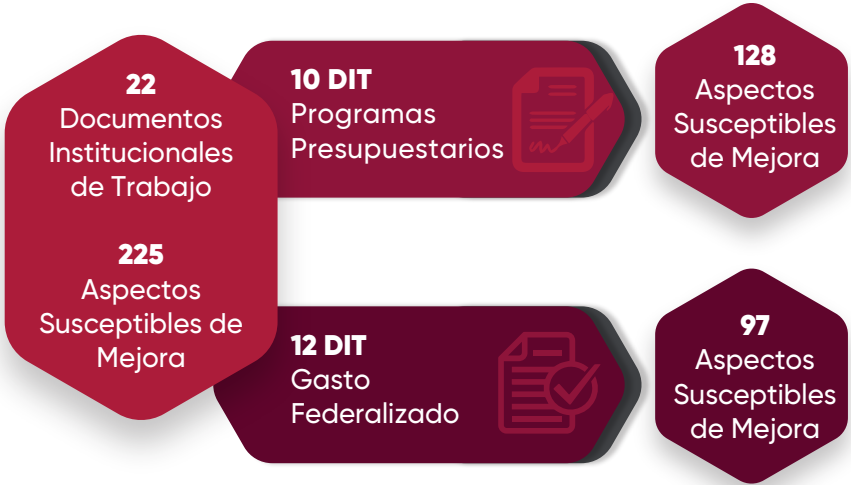 22
Documentos
Institucionales
de Trabajo
225
Aspectos
Susceptibles de
Mejora
10 DIT
Programas
Presupuestarios
128
Aspectos
Susceptibles
de Mejora
12 DIT
Gasto
Federalizado
97
Aspectos
Susceptibles
de Mejora